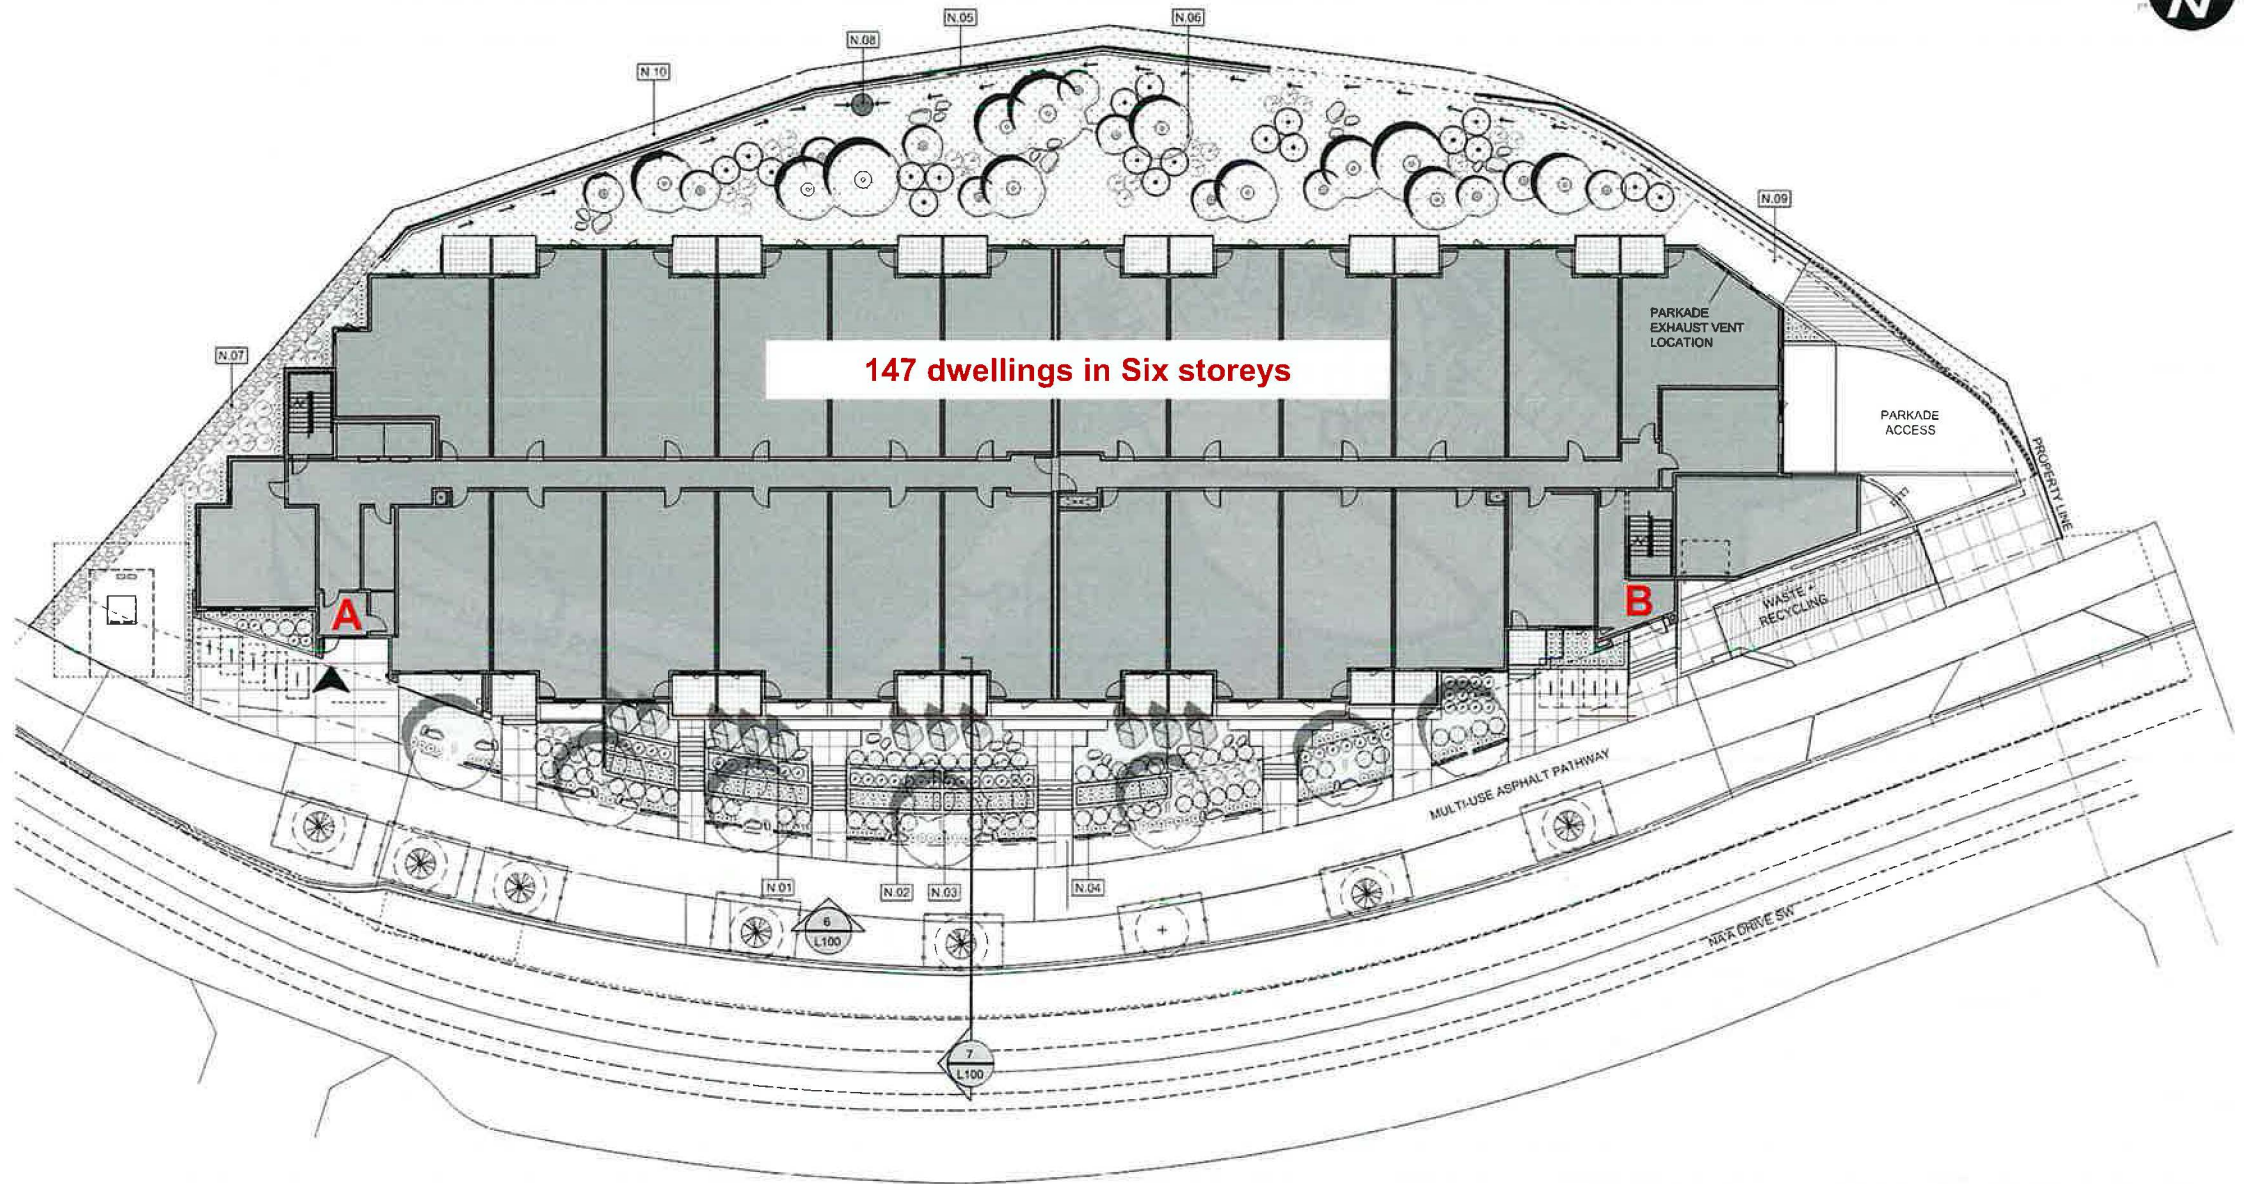 N
N.05
N.06
N.08
N.10
N.09
PARKADE
EXHAUST VENT
LOCATION
N.07
147 dwellings in Six storeys
PARKADE
ACCESS
PROPERTY LINE
A
B
WASTE +
RECYCLING
MULTI-USE ASPHALT PATHWAY
N.01
N.02
N.03
N.04
6
L100
NA'A DRIVE SW
7
L100